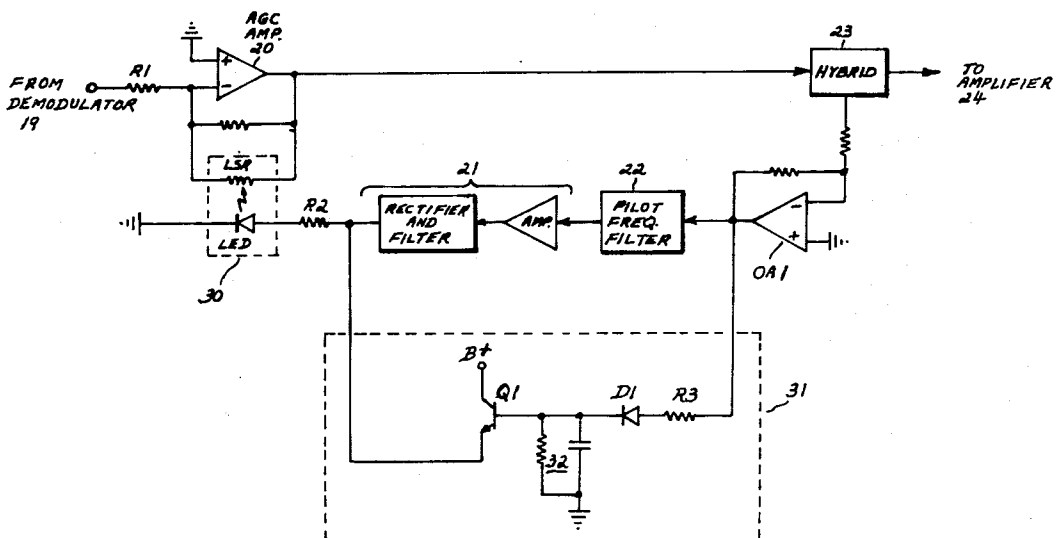 AGC
AMP.
20
+
-
R1
FROM
DEMODULATOR
19
23
HYBRID
TO
AMPLIFIER
24
LSR
LED
30
R2
21
RECTIFIER
AND
FILTER
AMP.
22
PILOT
FREQ.
FILTER
-
+
OA1
B+
Q1
D1
R3
31
32